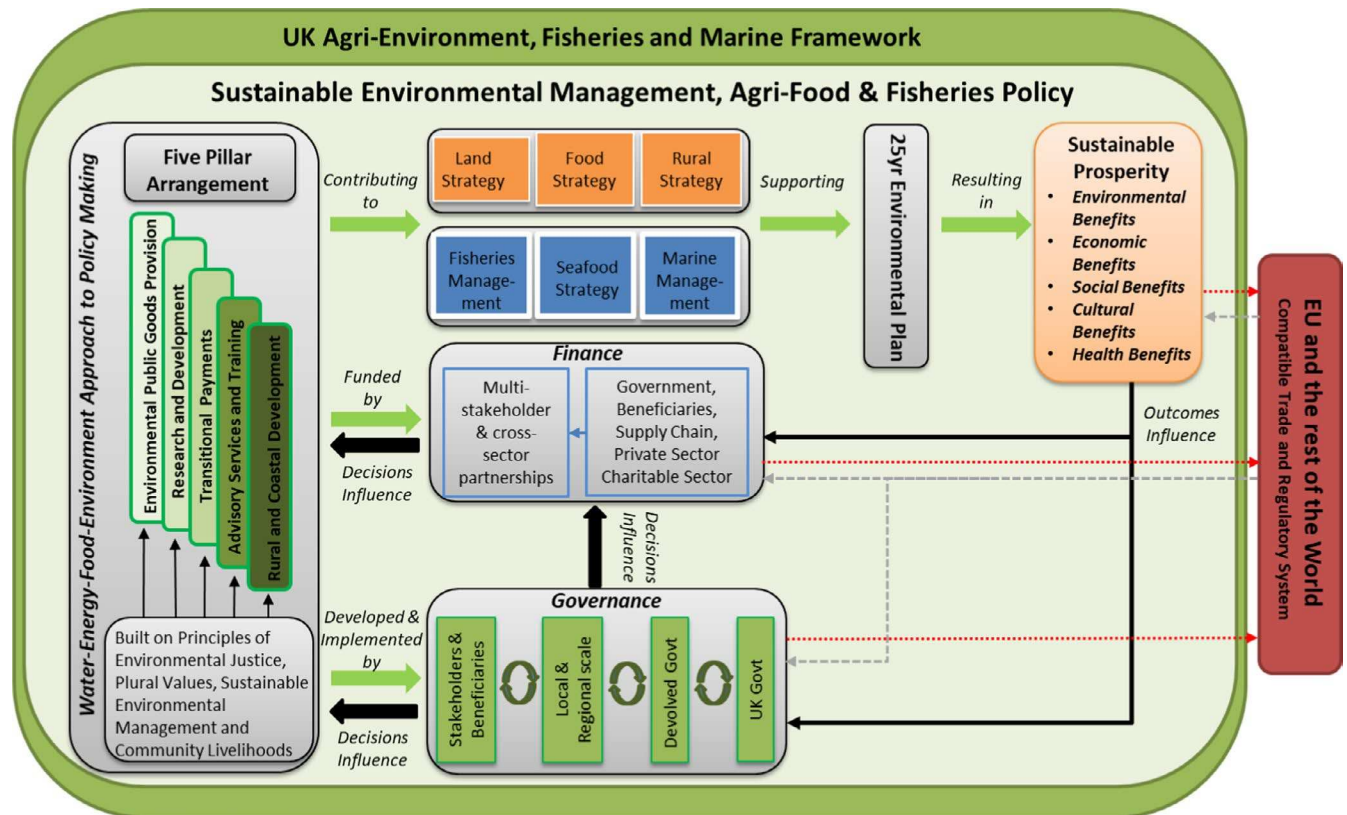 UK Agri-Environment, Fisheries and Marine Framework
Sustainable Environmental Management, Agri-Food & Fisheries Policy
Water-Energy-Food-Environment Approach to Policy Making
Five Pillar
Arrangement
Environmental Public Goods Provision
Research and Development
Transitional Payments
Advisory Services and Training
Rural and Coastal Development
Built on Principles of
Environmental Justice,
Plural Values, Sustainable
Environmental
Management and
Community Livelihoods
Contributing
to
Land
Strategy
Food
Strategy
Rural
Strategy
Fisheries
Manage-
ment
Seafood
Strategy
Marine
Manage-
ment
Supporting
25yr Environmental Plan
Resulting
in
Sustainable
Prosperity
• Environmental
Benefits
• Economic
Benefits
• Social Benefits
• Cultural
Benefits
• Health Benefits
Funded
by
Decisions
Influence
Finance
Multi-
stakeholder
& cross-
sector
partnerships
Government,
Beneficiaries,
Supply Chain,
Private Sector
Charitable Sector
Outcomes
Influence
Decisions
Influence
Developed &
Implemented
by
Decisions
Influence
Governance
Stakeholders &
Beneficiaries
Local &
Regional scale
Devolved Govt
UK Govt
EU and the rest of the World
Compatible Trade and Regulatory System